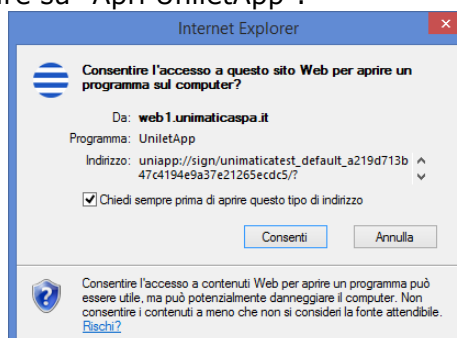 su "Apri UniletApp".
Internet Explorer
Consentire l'accesso a questo sito Web per aprire un
programma sul computer?
Da: web1.unimaticaspa.it
Programma: UniletApp
Indirizzo: uniapp://sign/unimaticatest_default_a219d713b
47c4194e9a37e21265ecdc5/?
Chiedi sempre prima di aprire questo tipo di indirizzo
Consenti Annulla
Consentire l'accesso a contenuti Web per aprire un programma può
essere utile, ma può potenzialmente danneggiare il computer. Non
consentire i contenuti a meno che non si consideri la fonte attendibile.
Rischi?